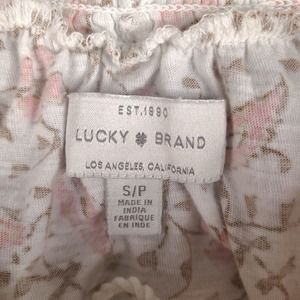 EST.1990
LUCKY BRAND
LOS ANGELES, CALIFORNIA
S/P
MADE IN
INDIA
FABRIQUE
EN INDE